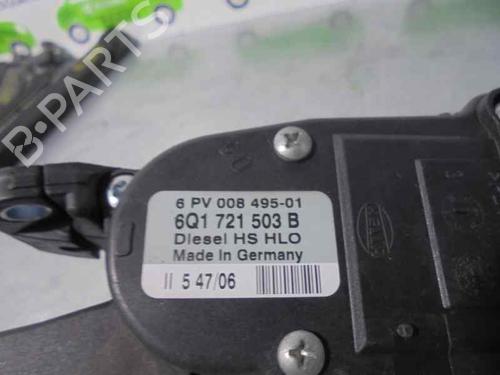 B-PARTS
6 PV 008 495-01
6Q1 721 503 B
Diesel HS HLO
Made in Germany
II 5 47/06